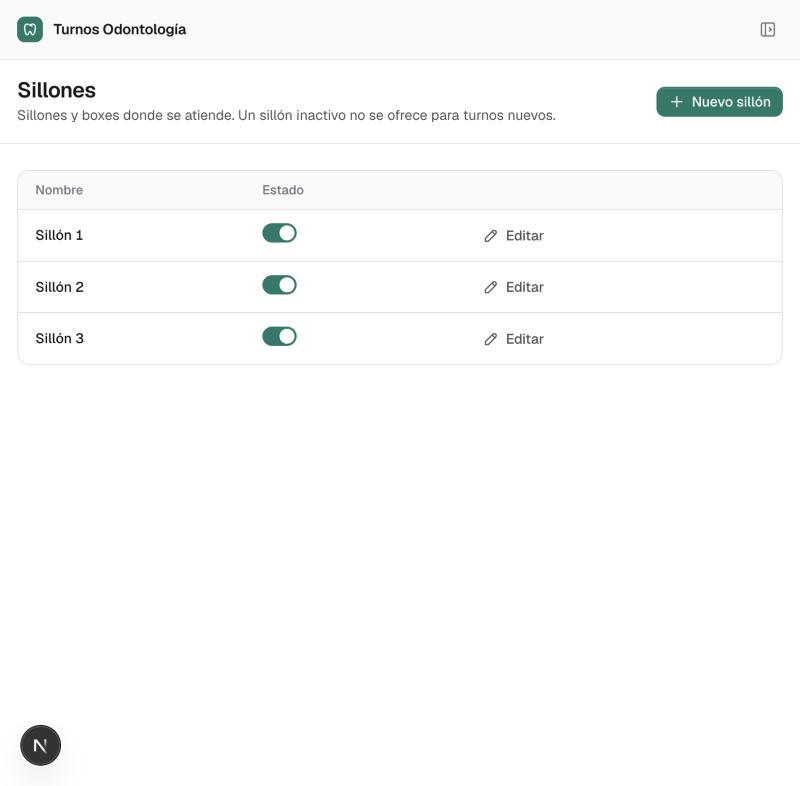 Turnos Odontología
Sillones
Sillones y boxes donde se atiende. Un sillón inactivo no se ofrece para turnos nuevos.
Nuevo sillón
Nombre Estado
Sillón 1 Editar
Sillón 2 Editar
Sillón 3 Editar
N